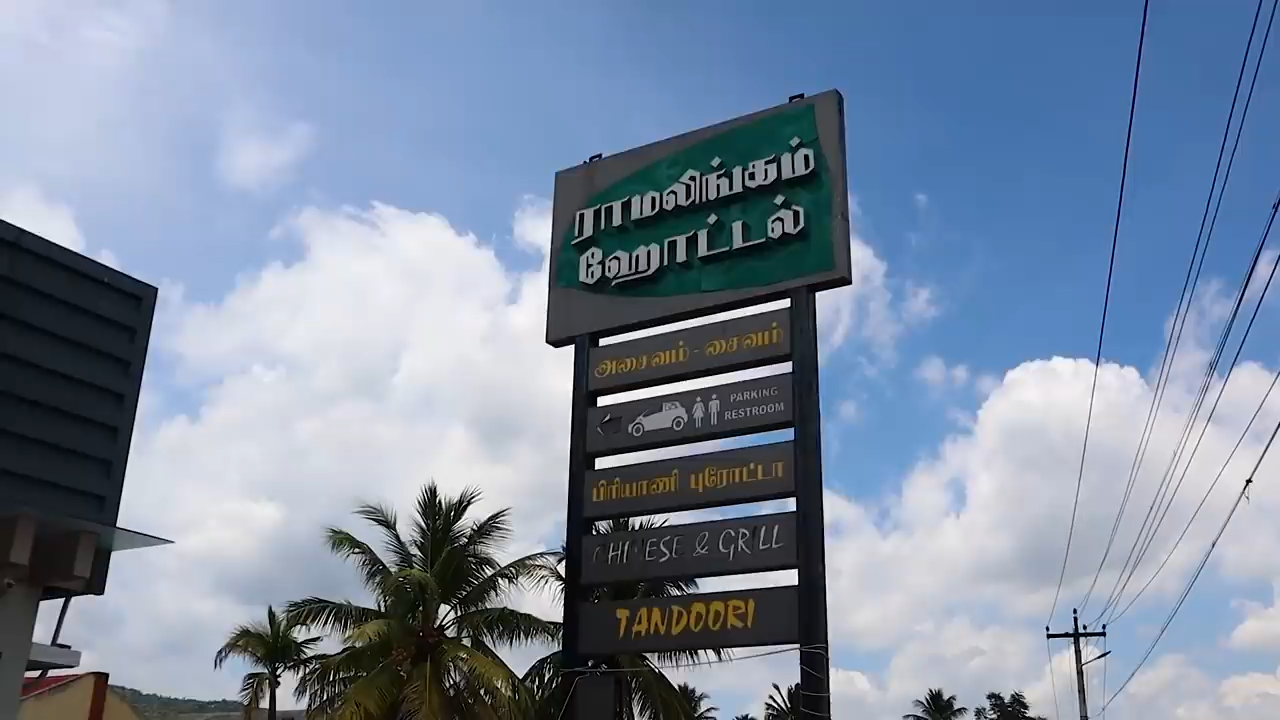 ராமலிங்கம்
ஹோட்டல்
அசைவம் - சைவம்
PARKING
RESTROOM
பிரியாணி புரோட்டா
CHINESE & GRILL
TANDOORI